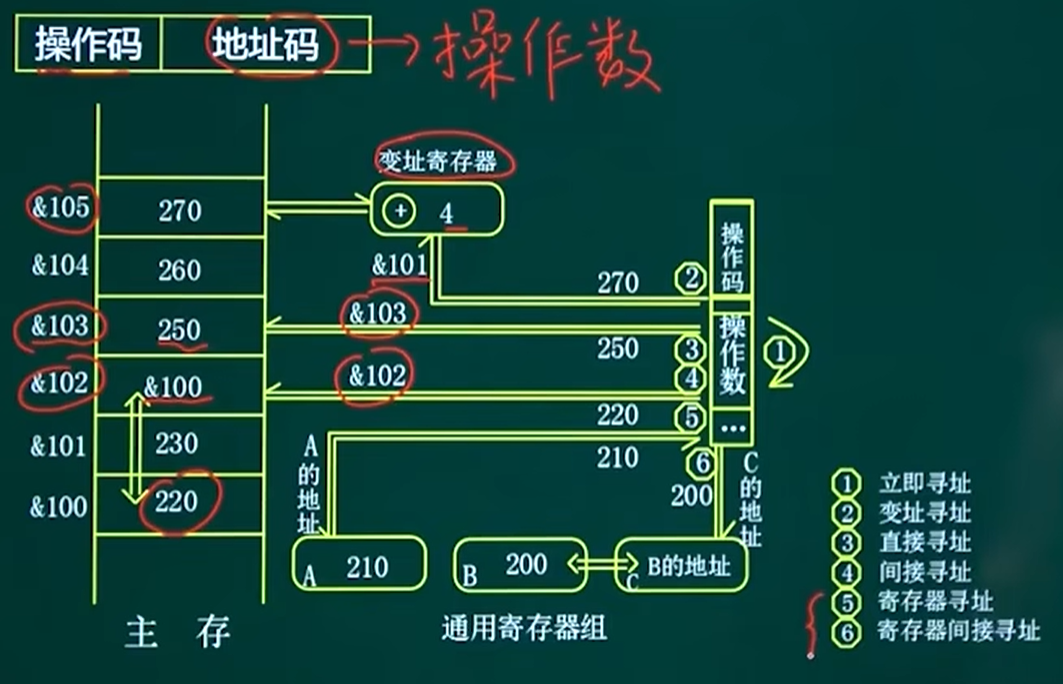 操作码 地址码 操作数
变址寄存器
&105 270 + 4
&104 260 &101 270 ② 操作码
&103 250 &103 250 ③ 操作数 ①
&102 &100 &102 ④
220 ⑤ ...
&101 230 A的地址 210 ⑥ C的地址
&100 220 200
A 210 B 200 C B的地址
主存 通用寄存器组
① 立即寻址
② 变址寻址
③ 直接寻址
④ 间接寻址
⑤ 寄存器寻址
⑥ 寄存器间接寻址